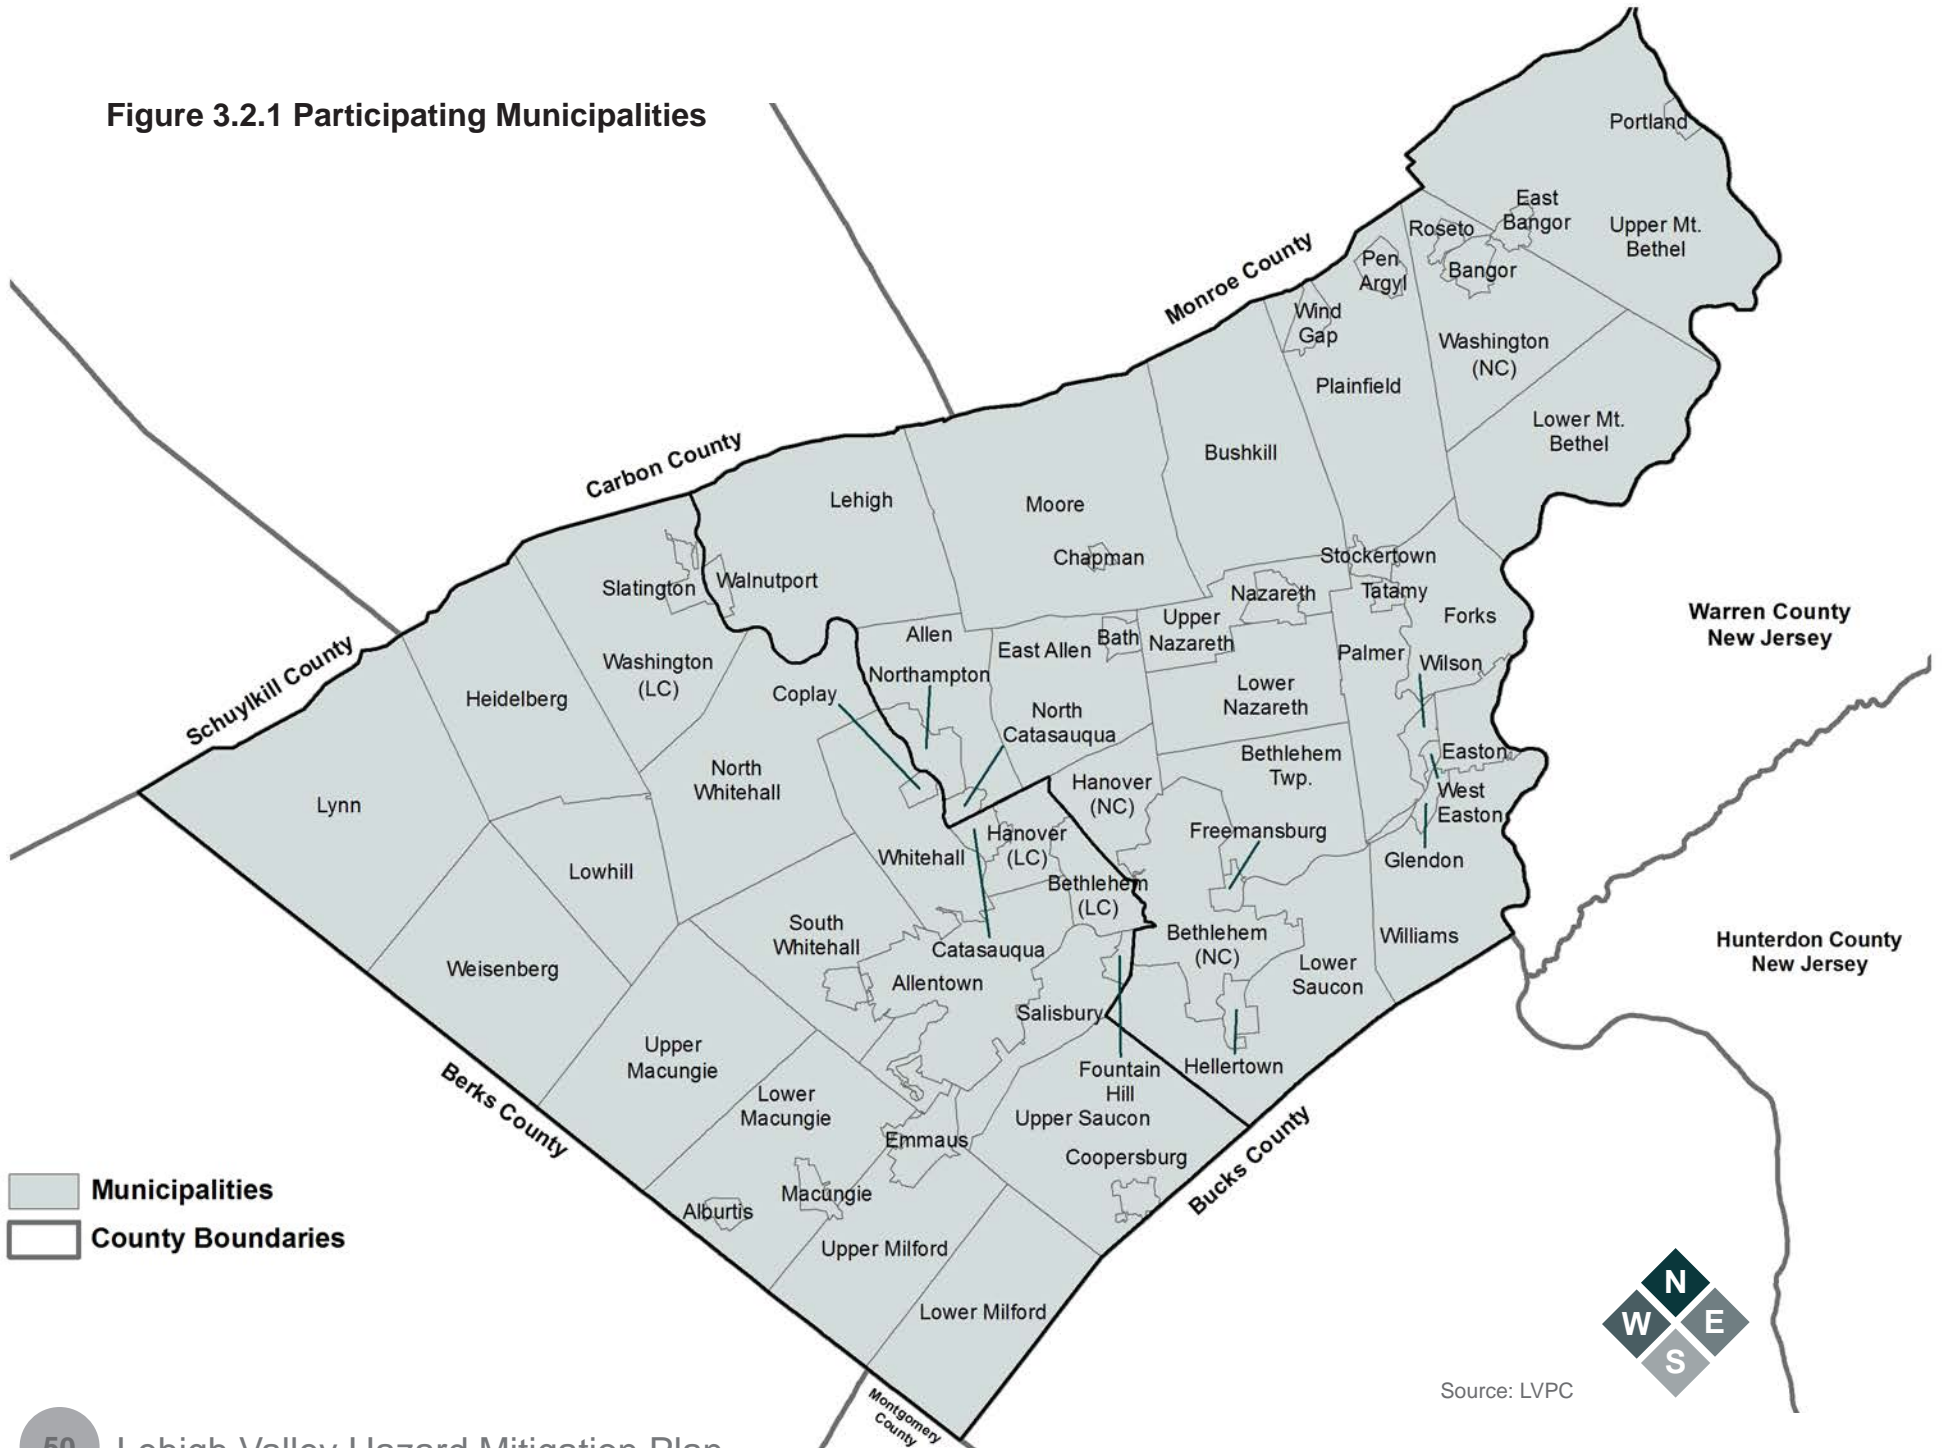 Figure 3.2.1 Participating Municipalities
Portland
East
Bangor
Upper Mt.
Bethel
Roseto
Bangor
Pen
Argyl
Monroe County
Wind
Gap
Washington
(NC)
Plainfield
Lower Mt.
Bethel
Bushkill
Carbon County
Lehigh
Moore
Chapman
Stockertown
Slatington
Walnutport
Nazareth
Tatamy
Forks
Warren County
New Jersey
Upper
Nazareth
Allen
East Allen
Bath
Palmer
Wilson
Schuylkill County
Washington
(LC)
Heidelberg
Northampton
Coplay
Lower
Nazareth
North
Catasauqua
Easton
Bethlehem
Twp.
North
Whitehall
Hanover
(NC)
West
Easton
Lynn
Freemansburg
Hanover
(LC)
Whitehall
Glendon
Lowhill
Bethlehem
(LC)
South
Whitehall
Bethlehem
(NC)
Williams
Hunterdon County
New Jersey
Catasauqua
Weisenberg
Allentown
Lower
Saucon
Salisbury
Upper
Macungie
Fountain
Hill
Hellertown
Berks County
Lower
Macungie
Upper Saucon
Emmaus
Coopersburg
Bucks County
Macungie
Alburtis
Municipalities
County Boundaries
Upper Milford
Lower Milford
N
W
E
S
Source: LVPC
Montgomery
County
50
Lehigh Valley Hazard Mitigation Plan